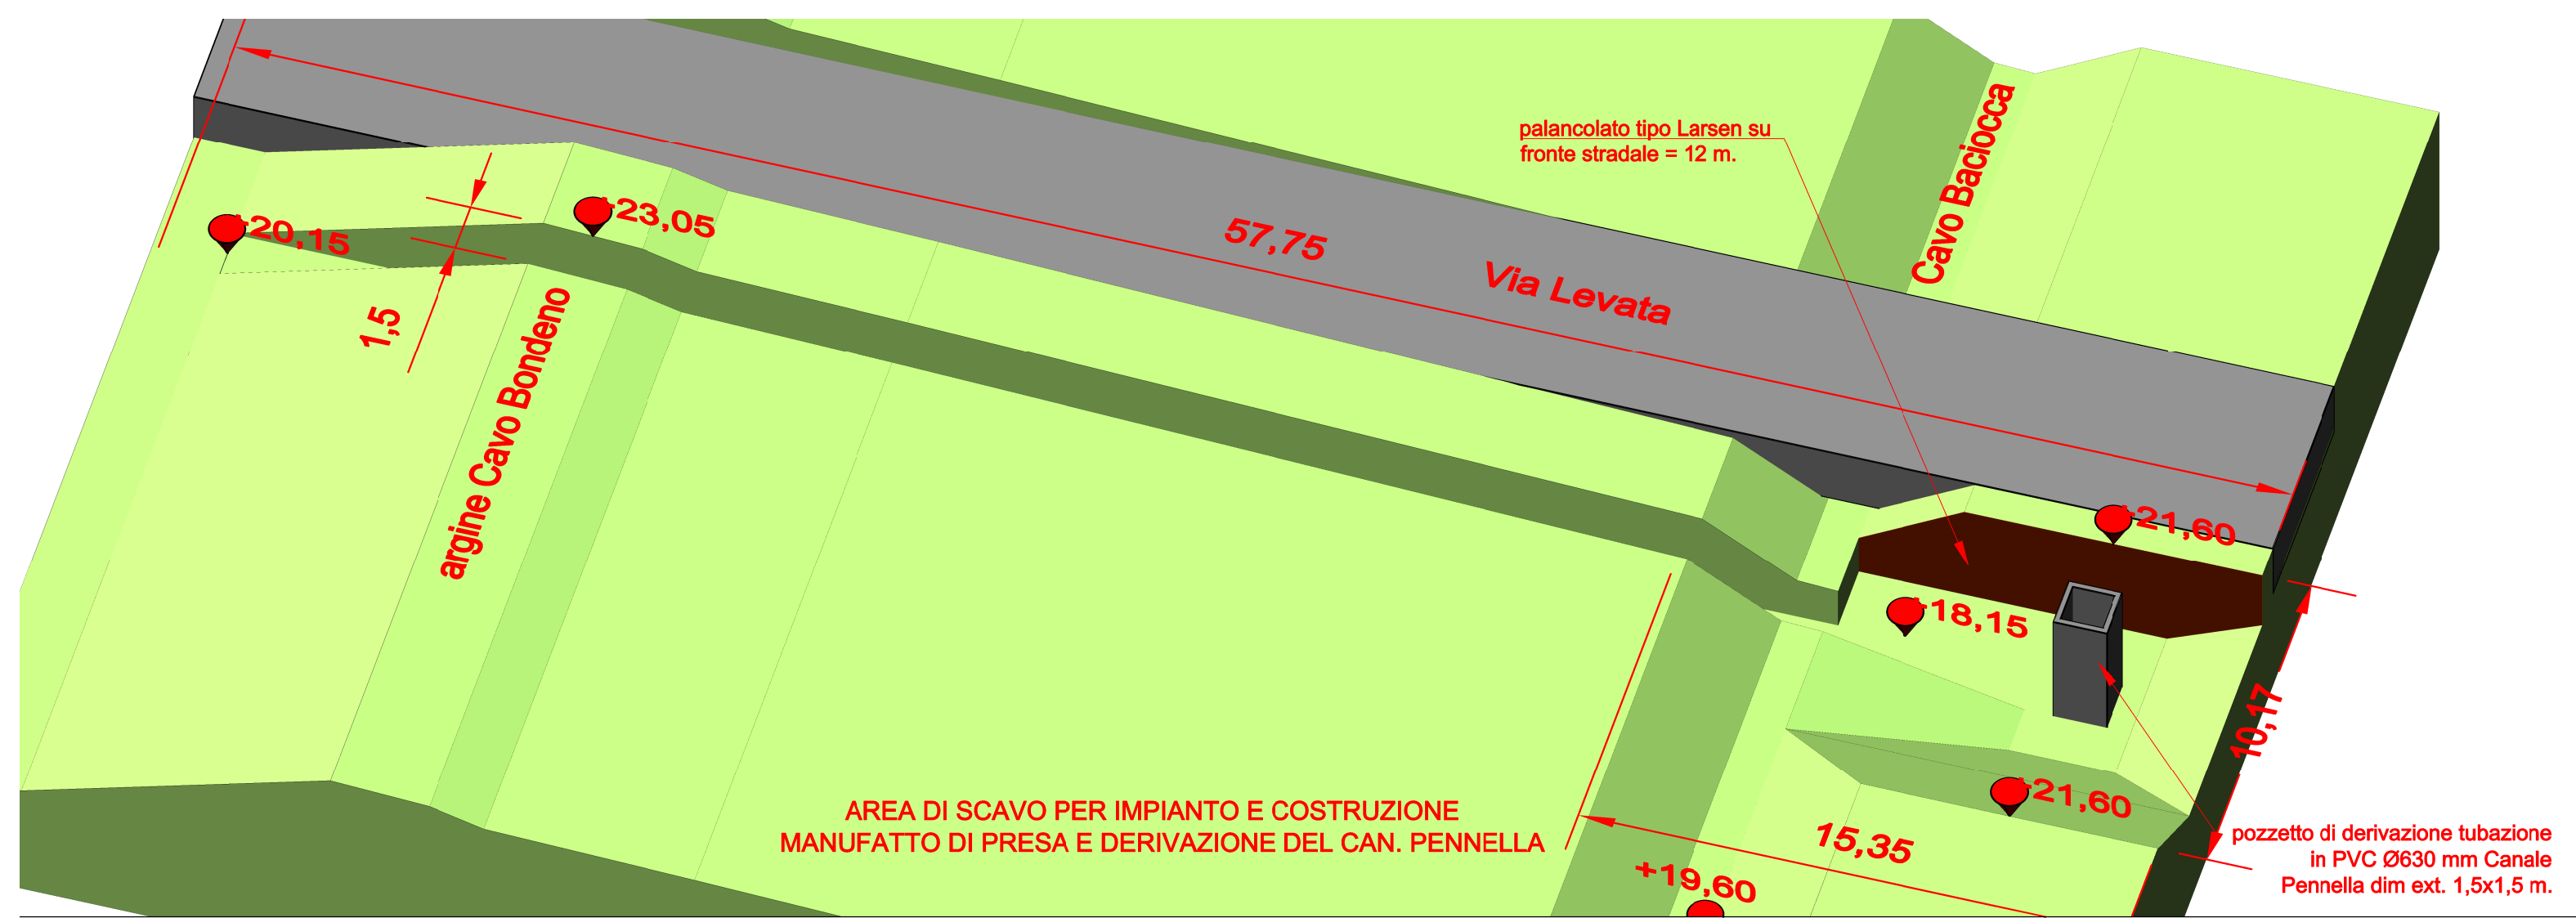 palancolato tipo Larsen su
fronte stradale = 12 m.
Cavo Baciocca
+20,15
+23,05
57,75
Via Levata
1,5
argine Cavo Bondeno
+21,60
+18,15
10,17
+21,60
AREA DI SCAVO PER IMPIANTO E COSTRUZIONE
MANUFATTO DI PRESA E DERIVAZIONE DEL CAN. PENNELLA
15,35
+19,60
pozzetto di derivazione tubazione
in PVC Ø630 mm Canale
Pennella dim ext. 1,5x1,5 m.